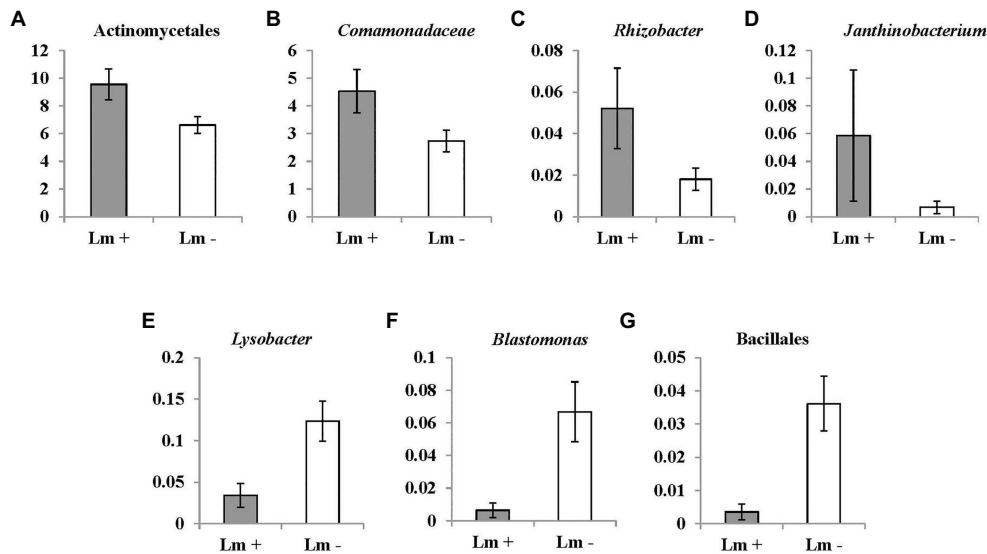 A
Actinomycetales
12
10
8
6
4
2
0
Lm + Lm -
B
Comamonadaceae
6
5
4
3
2
1
0
Lm + Lm -
C
Rhizobacter
0.08
0.06
0.04
0.02
0
Lm + Lm -
D
Janthinobacterium
0.12
0.1
0.08
0.06
0.04
0.02
0
Lm + Lm -
E
Lysobacter
0.2
0.15
0.1
0.05
0
Lm + Lm -
F
Blastomonas
0.1
0.08
0.06
0.04
0.02
0
Lm + Lm -
G
Bacillales
0.05
0.04
0.03
0.02
0.01
0
Lm + Lm -